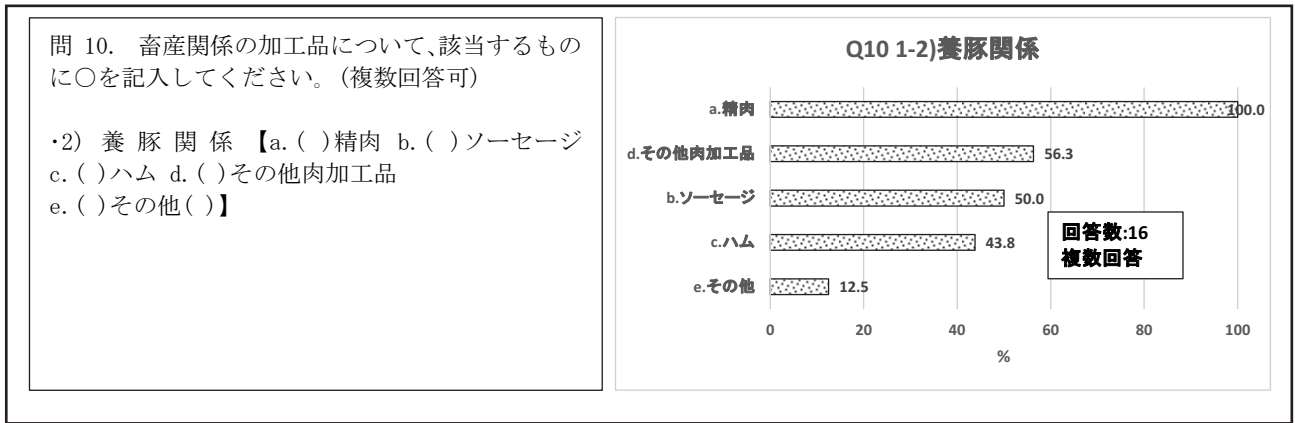 問 10. 畜産関係の加工品について、該当するもの
に○を記入してください。(複数回答可)
・2) 養 豚 関 係 【a.( )精肉 b.( )ソーセージ
c.( )ハム d.( )その他肉加工品
e.( )その他( )】
Q10 1-2)養豚関係
a.精肉 100.0
d.その他肉加工品 56.3
b.ソーセージ 50.0
c.ハム 43.8
e.その他 12.5
回答数:16
複数回答
0 20 40 60 80 100
%